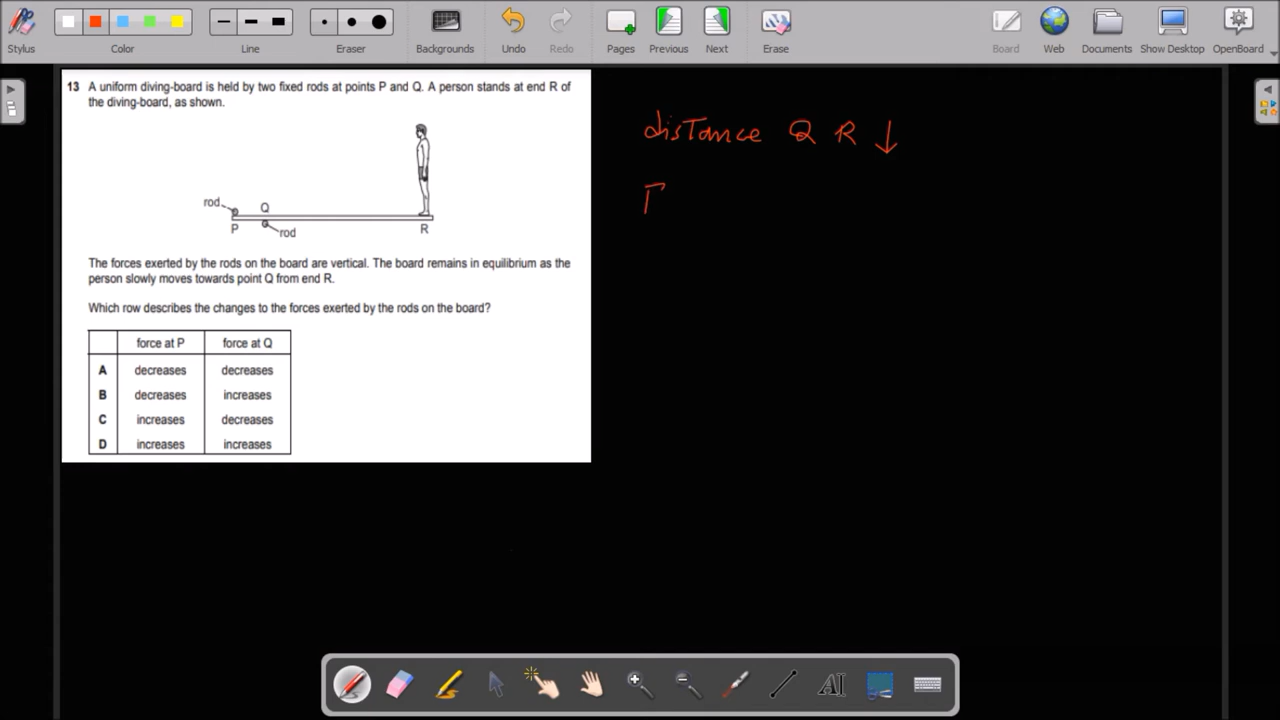 Stylus Color Line Eraser Backgrounds Undo Redo Pages Previous Next Erase Board Web Documents Show Desktop OpenBoard
13 A uniform diving-board is held by two fixed rods at points P and Q. A person stands at end R of
the diving-board, as shown.
rod Q
P rod R
The forces exerted by the rods on the board are vertical. The board remains in equilibrium as the
person slowly moves towards point Q from end R.
Which row describes the changes to the forces exerted by the rods on the board?
force at P force at Q
A decreases decreases
B decreases increases
C increases decreases
D increases increases
distance Q R ↓
AI